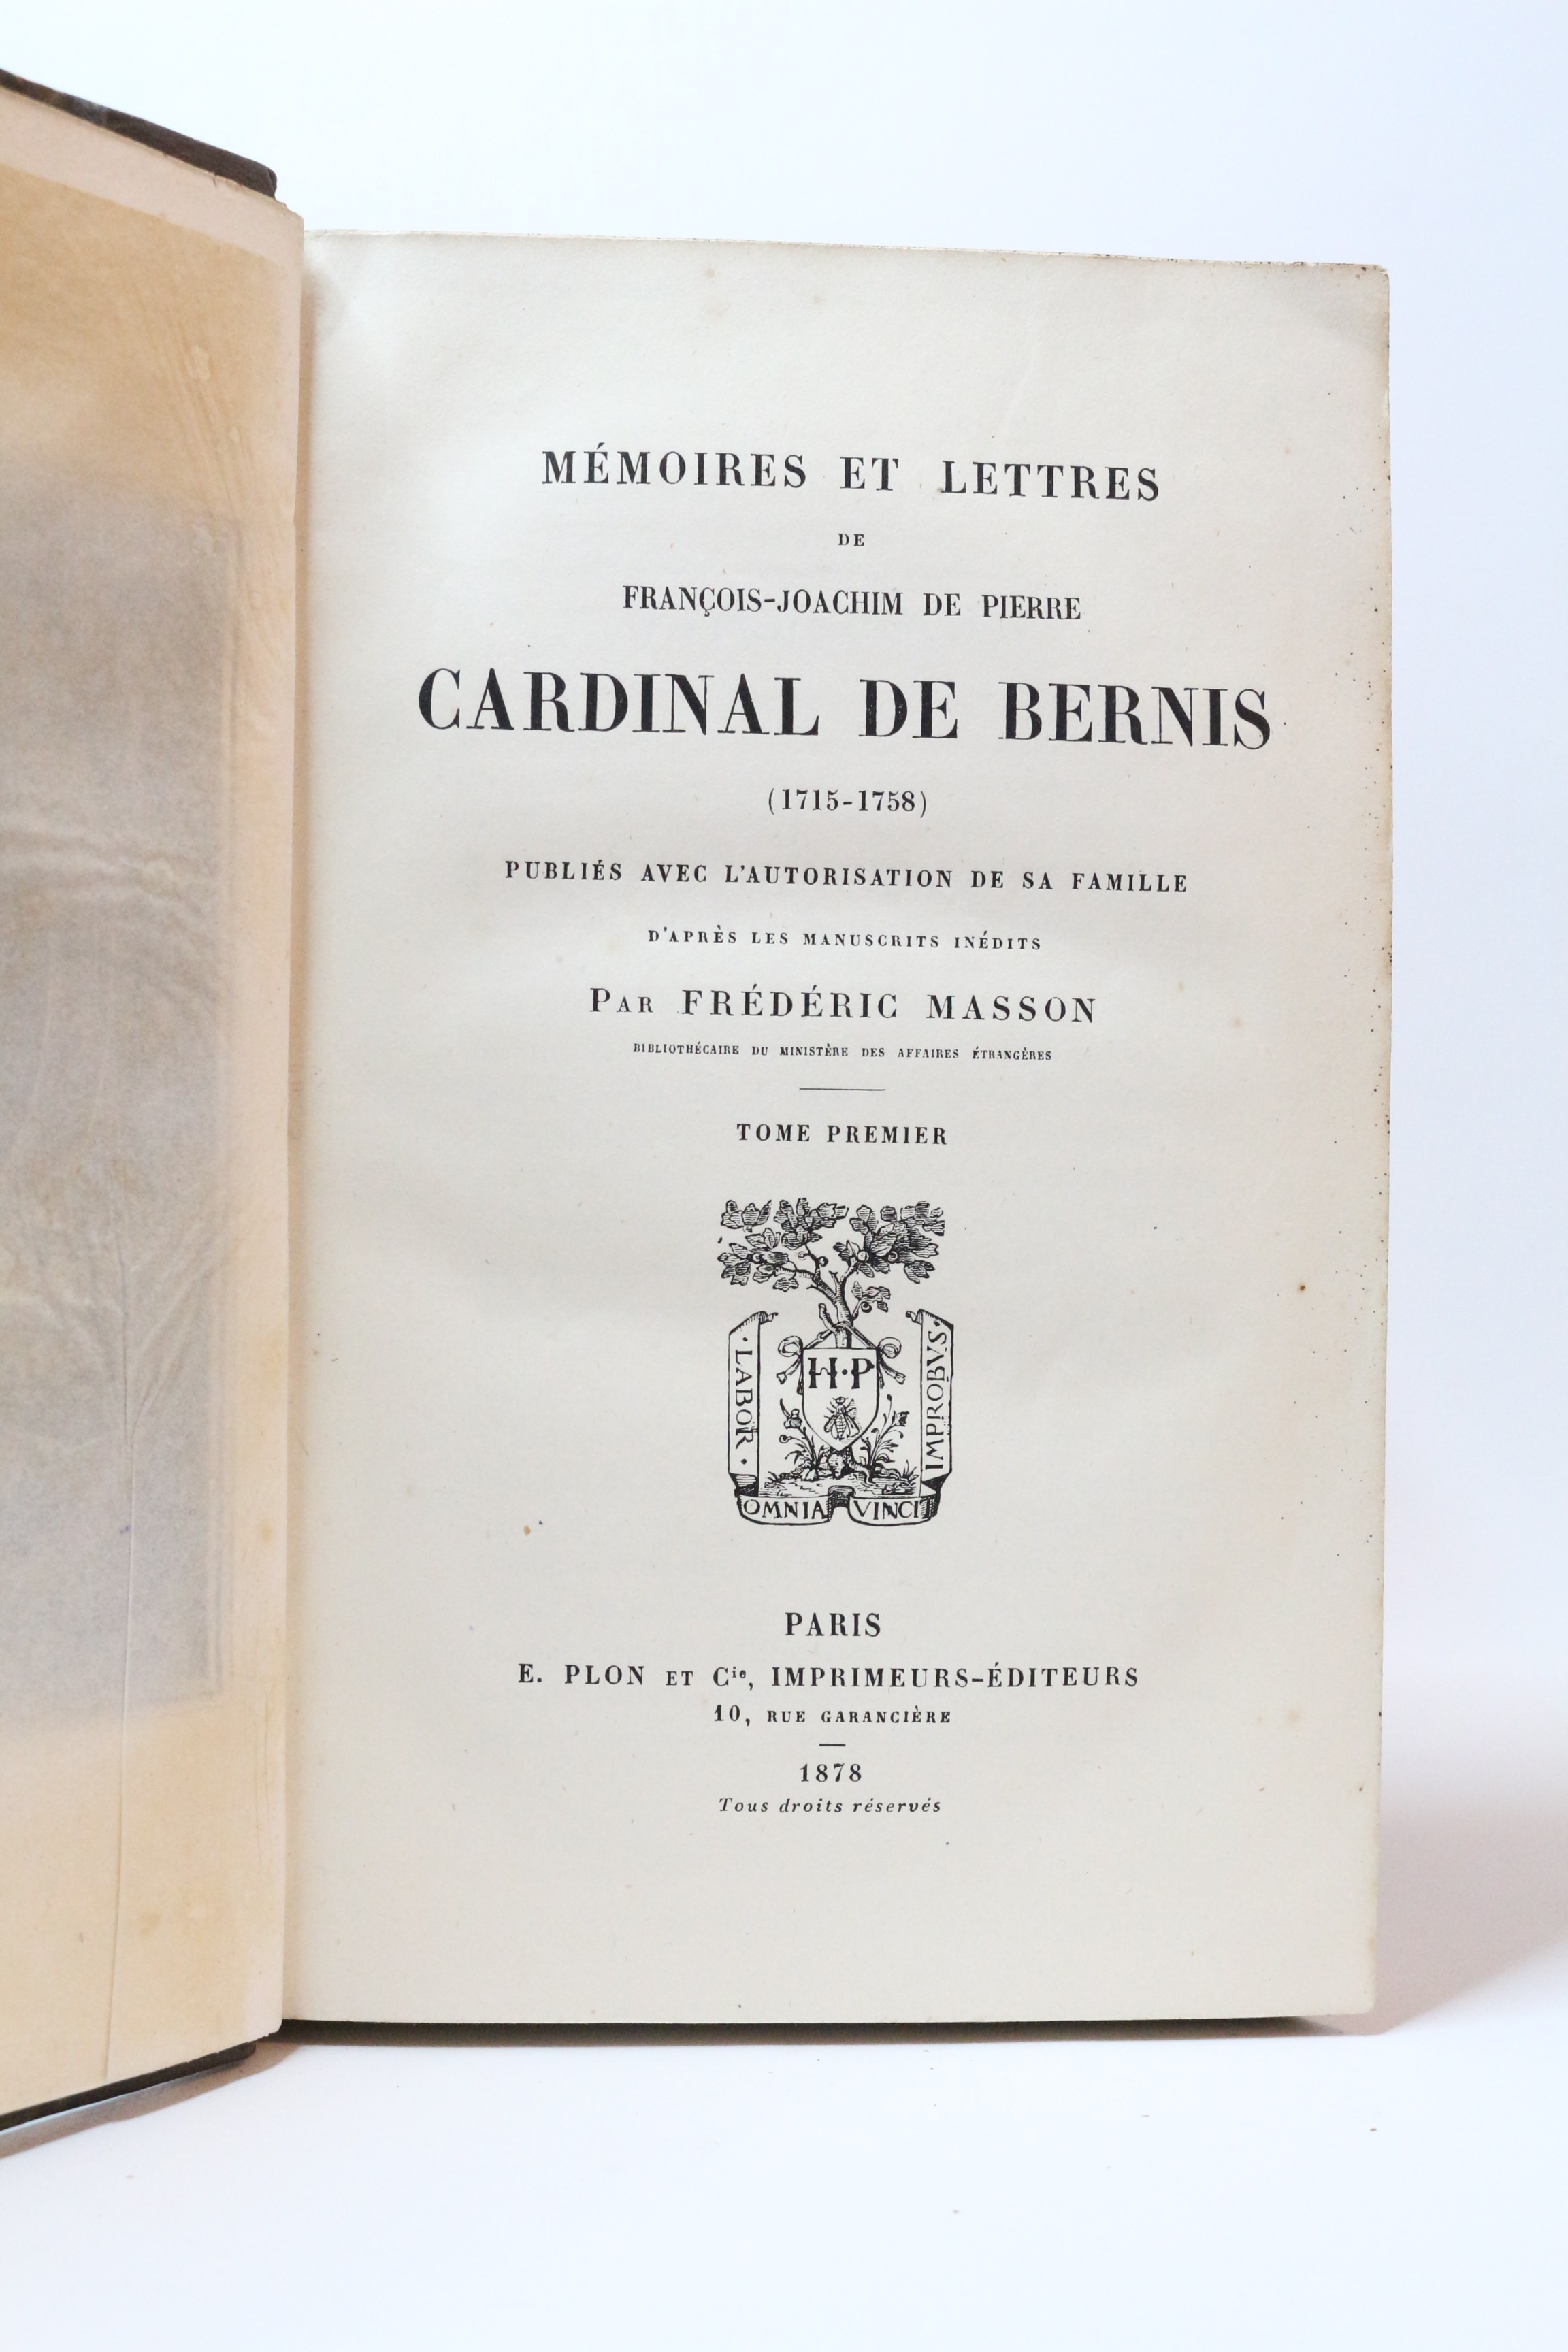 MÉMOIRES ET LETTRES
DE
FRANÇOIS-JOACHIM DE PIERRE
CARDINAL DE BERNIS
(1715-1758)
PUBLIÉS AVEC L'AUTORISATION DE SA FAMILLE
D'APRÈS LES MANUSCRITS INÉDITS
PAR FRÉDÉRIC MASSON
BIBLIOTHÉCAIRE DU MINISTÈRE DES AFFAIRES ÉTRANGÈRES
TOME PREMIER
H·P
·LABOR·
IMPROBVS·
OMNIA VINCIT
PARIS
E. PLON ET Cie, IMPRIMEURS-ÉDITEURS
10, RUE GARANCIÈRE
1878
Tous droits réservés